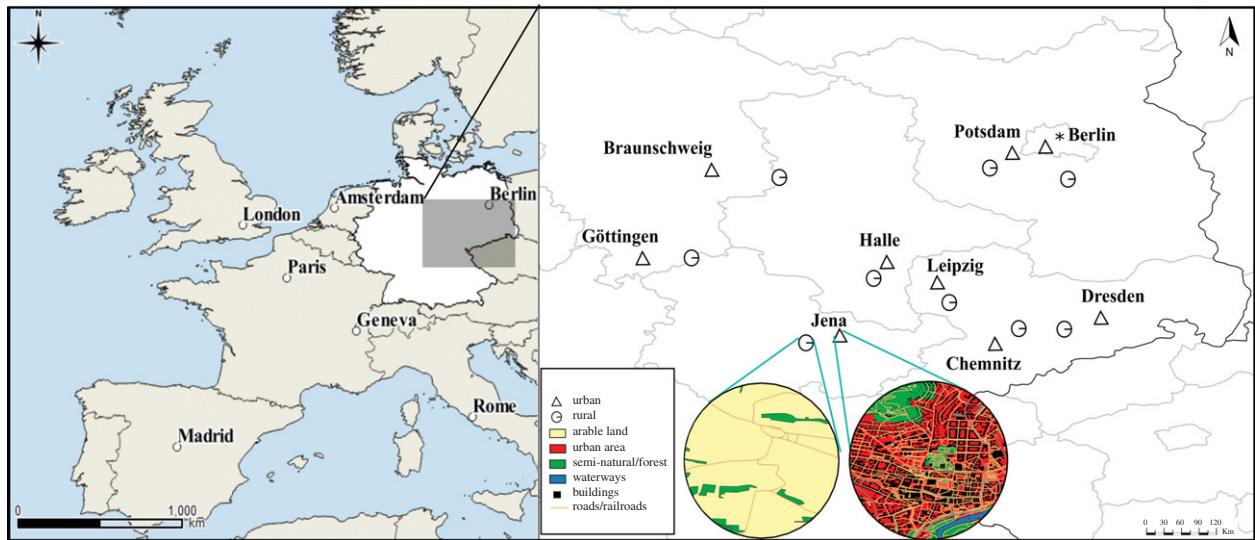 N
Amsterdam
Berlin
London
Paris
Geneva
Rome
Madrid
0
1,000
km
N
Potsdam
* Berlin
Braunschweig
Göttingen
Halle
Leipzig
Dresden
Jena
Chemnitz
urban
rural
arable land
urban area
semi-natural/forest
waterways
buildings
roads/railroads
0 30 60 90 120
Km